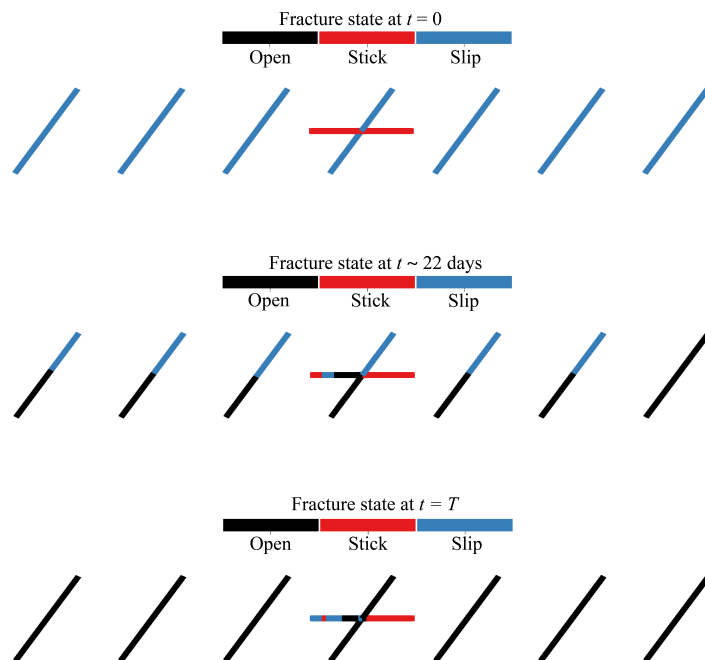 Fracture state at t = 0
Open Stick Slip
Fracture state at t ~ 22 days
Open Stick Slip
Fracture state at t = T
Open Stick Slip